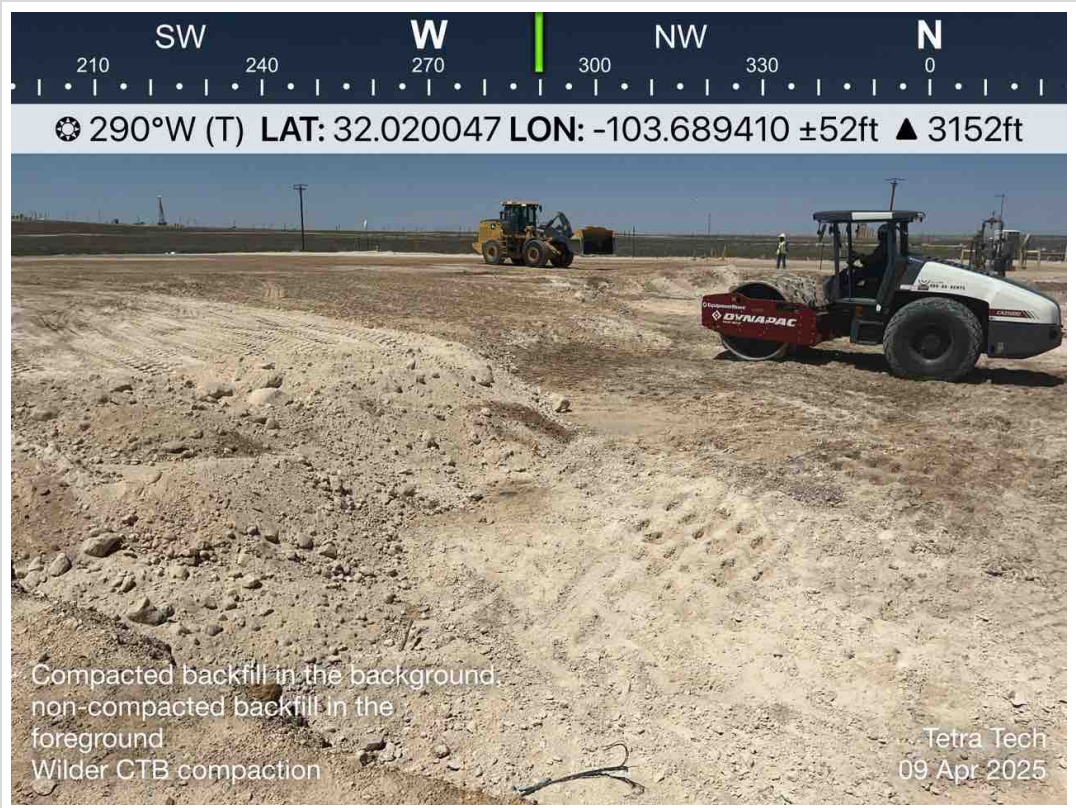 SW W NW N
210 240 270 300 330 0
290°W (T) LAT: 32.020047 LON: -103.689410 ±52ft ▲ 3152ft
DYNAPAC
Compacted backfill in the background,
non-compacted backfill in the
foreground
Wilder CTB compaction
Tetra Tech
09 Apr 2025